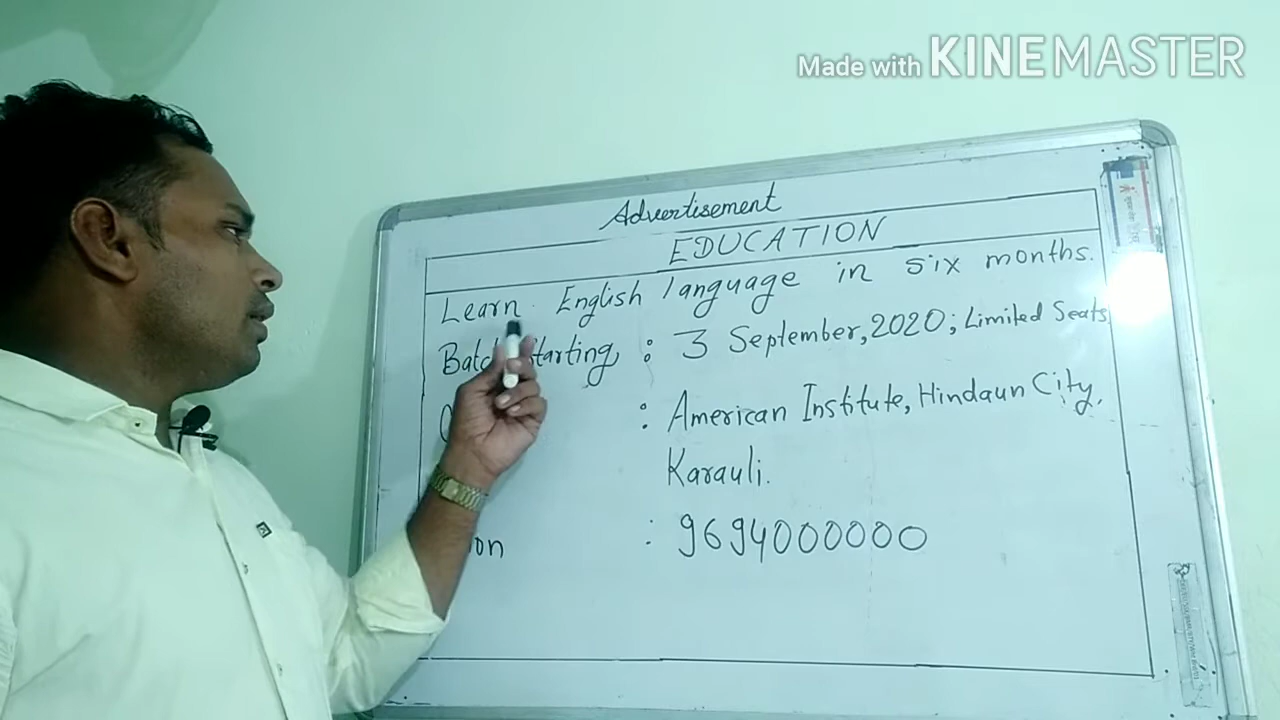 Made with KINEMASTER
Advertisement
EDUCATION
Learn English language in six months.
Batch Starting : 3 September, 2020; Limited Seats
: American Institute, Hindaun City,
Karauli.
: 9694000000